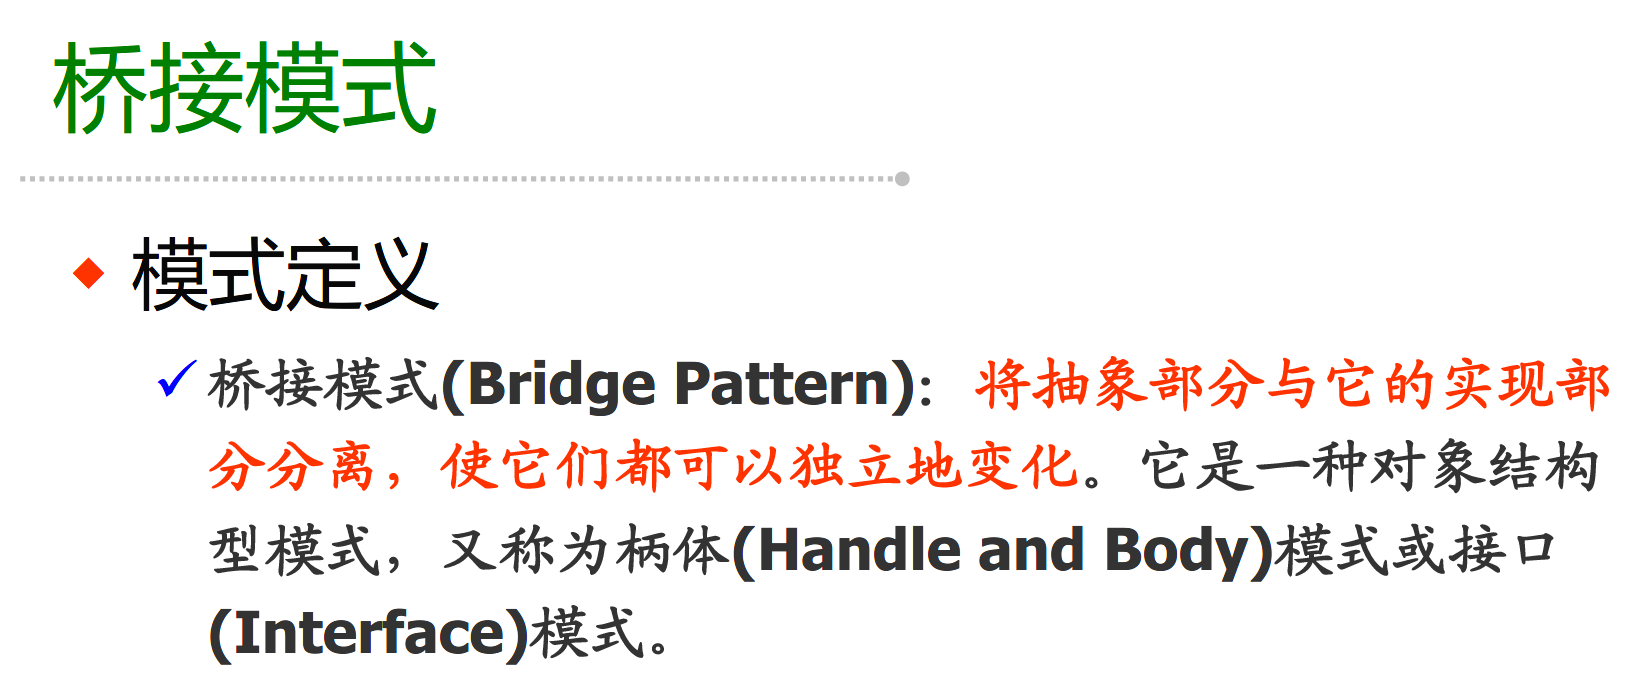 桥接模式
模式定义
桥接模式(Bridge Pattern)：将抽象部分与它的实现部
分分离，使它们都可以独立地变化。它是一种对象结构
型模式，又称为柄体(Handle and Body)模式或接口
(Interface)模式。